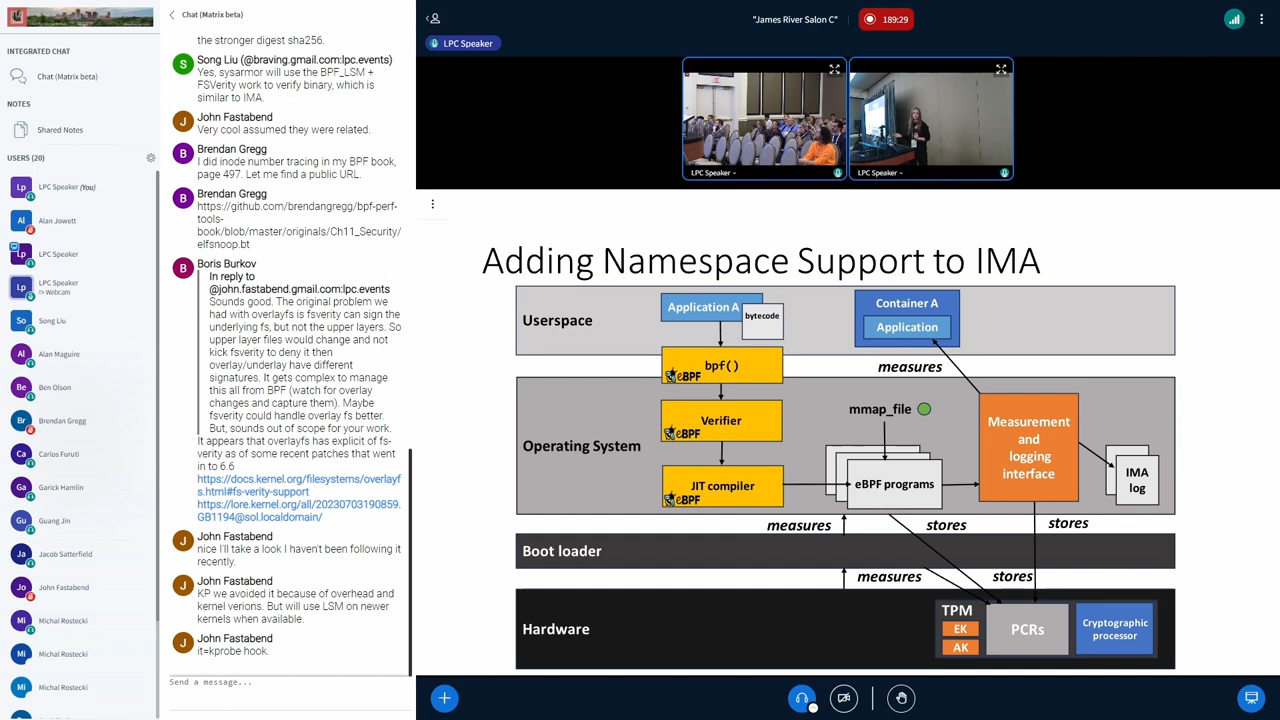 INTEGRATED CHAT
Chat (Matrix beta)
NOTES
Shared Notes
USERS (20)
Lp
LPC Speaker (You)
Al
Alan Jowett
Lp
LPC Speaker
Lp
LPC Speaker
Webcam
So
Song Liu
Al
Alan Maguire
Be
Ben Olson
Br
Brendan Gregg
Ca
Carlos Furuti
Ga
Garick Hamlin
Gu
Guang Jin
Ja
Jacob Satterfield
Jo
John Fastabend
Mi
Michal Rostecki
Mi
Michal Rostecki
Mi
Michal Rostecki
Chat (Matrix beta)
the stronger digest sha256.
S
Song Liu (@braving.gmail.com:lpc.events)
Yes, sysarmor will use the BPF_LSM +
FSVerity work to verify binary, which is
similar to IMA.
J
John Fastabend
Very cool assumed they were related.
B
Brendan Gregg
I did inode number tracing in my BPF book,
page 497. Let me find a public URL.
B
Brendan Gregg
https://github.com/brendangregg/bpf-perf-
tools-
book/blob/master/originals/Ch11_Security/
elfsnoop.bt
B
Boris Burkov
In reply to
@john.fastabend.gmail.com:lpc.events
Sounds good. The original problem we
had with overlayfs is fsverity can sign the
underlying fs, but not the upper layers. So
upper layer files would change and not
kick fsverity to deny it then
overlay/underlay have different
signatures. It gets complex to manage
this all from BPF (watch for overlay
changes and capture them). Maybe
fsverity could handle overlay fs better.
But, sounds out of scope for your work.
It appears that overlayfs has explicit of fs-
verity as of some recent patches that went
in to 6.6
https://docs.kernel.org/filesystems/overlayf
s.html#fs-verity-support
https://lore.kernel.org/all/20230703190859.
GB1194@sol.localdomain/
J
John Fastabend
nice I'll take a look I haven't been following it
recently.
J
John Fastabend
KP we avoided it because of overhead and
kernel verions. But will use LSM on newer
kernels when available.
J
John Fastabend
it=kprobe hook.
Send a message...
"James River Salon C"
189:29
LPC Speaker
LPC Speaker
LPC Speaker
Adding Namespace Support to IMA
Userspace
Application A
bytecode
Container A
Application
bpf()
eBPF
measures
Operating System
Verifier
eBPF
mmap_file
Measurement
and
logging
interface
JIT compiler
eBPF
eBPF programs
IMA
log
measures
stores
stores
Boot loader
measures
stores
Hardware
TPM
EK
AK
PCRs
Cryptographic
processor